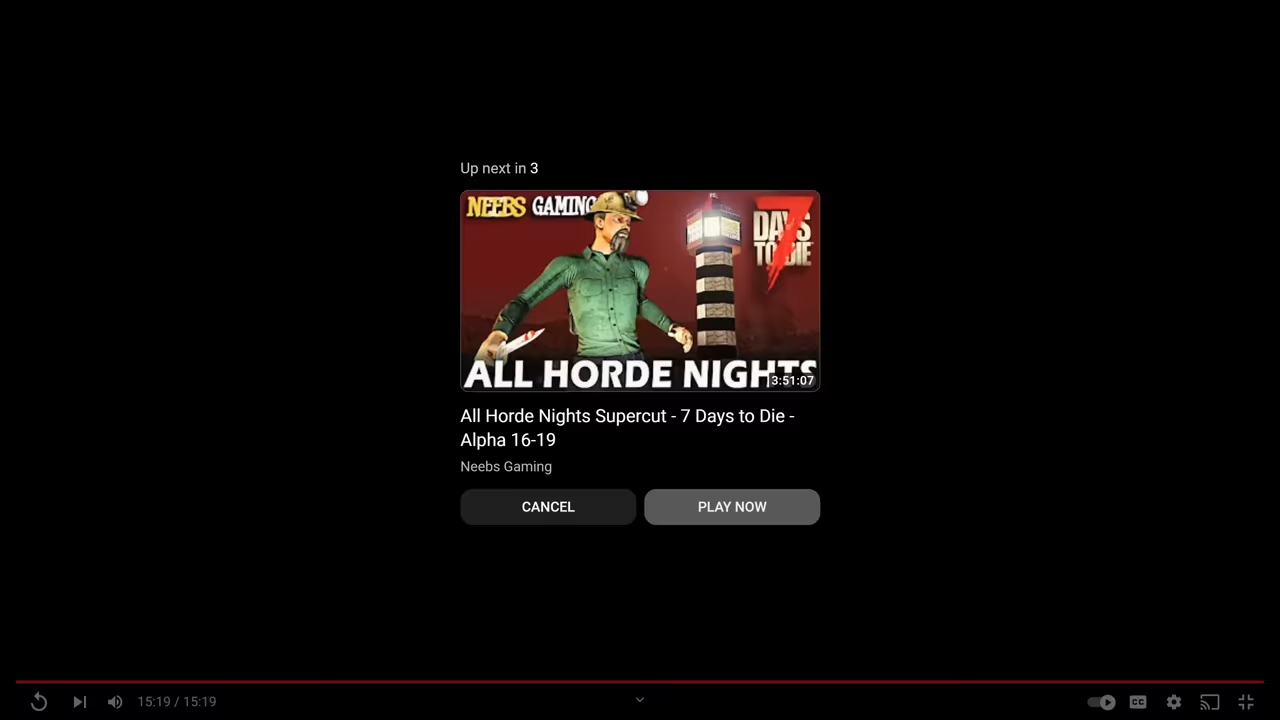 Up next in 3
NEEBS GAMING
7 DAYS TO DIE
ALL HORDE NIGHTS
3:51:07
All Horde Nights Supercut - 7 Days to Die -
Alpha 16-19
Neebs Gaming
CANCEL
PLAY NOW
15:19 / 15:19
CC